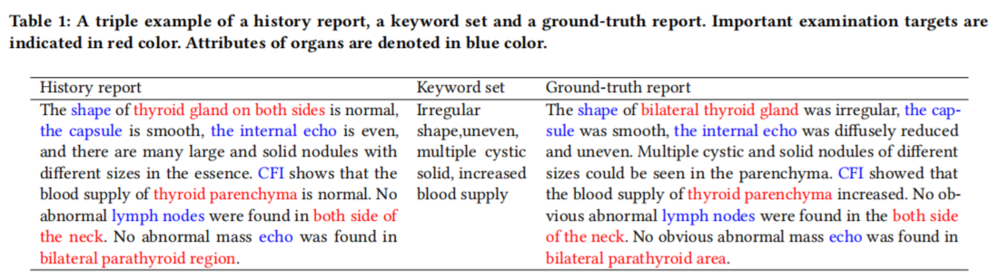 Table 1: A triple example of a history report, a keyword set and a ground-truth report. Important examination targets are
indicated in red color. Attributes of organs are denoted in blue color.
History report
The shape of thyroid gland on both sides is normal,
the capsule is smooth, the internal echo is even,
and there are many large and solid nodules with
different sizes in the essence. CFI shows that the
blood supply of thyroid parenchyma is normal. No
abnormal lymph nodes were found in both side of
the neck. No abnormal mass echo was found in
bilateral parathyroid region.
Keyword set
Irregular
shape,uneven,
multiple cystic
solid, increased
blood supply
Ground-truth report
The shape of bilateral thyroid gland was irregular, the cap-
sule was smooth, the internal echo was diffusely reduced
and uneven. Multiple cystic and solid nodules of different
sizes could be seen in the parenchyma. CFI showed that
the blood supply of thyroid parenchyma increased. No ob-
vious abnormal lymph nodes were found in the both side
of the neck. No obvious abnormal mass echo was found in
bilateral parathyroid area.